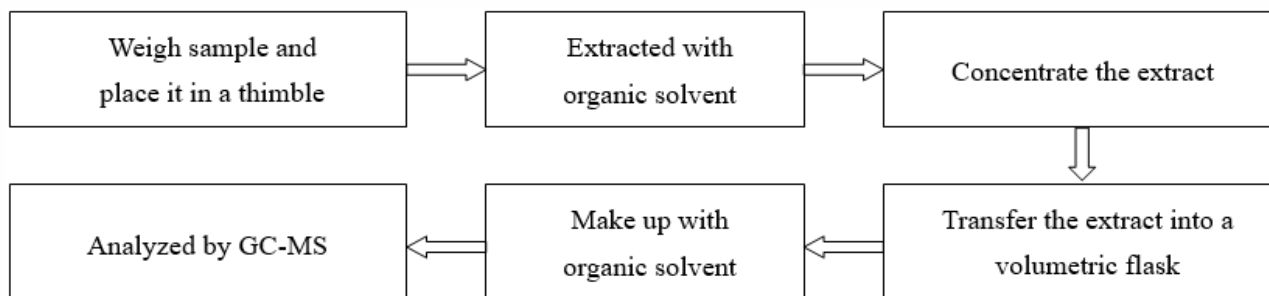 Weigh sample and
place it in a thimble
Extracted with
organic solvent
Concentrate the extract
Transfer the extract into a
volumetric flask
Make up with
organic solvent
Analyzed by GC-MS